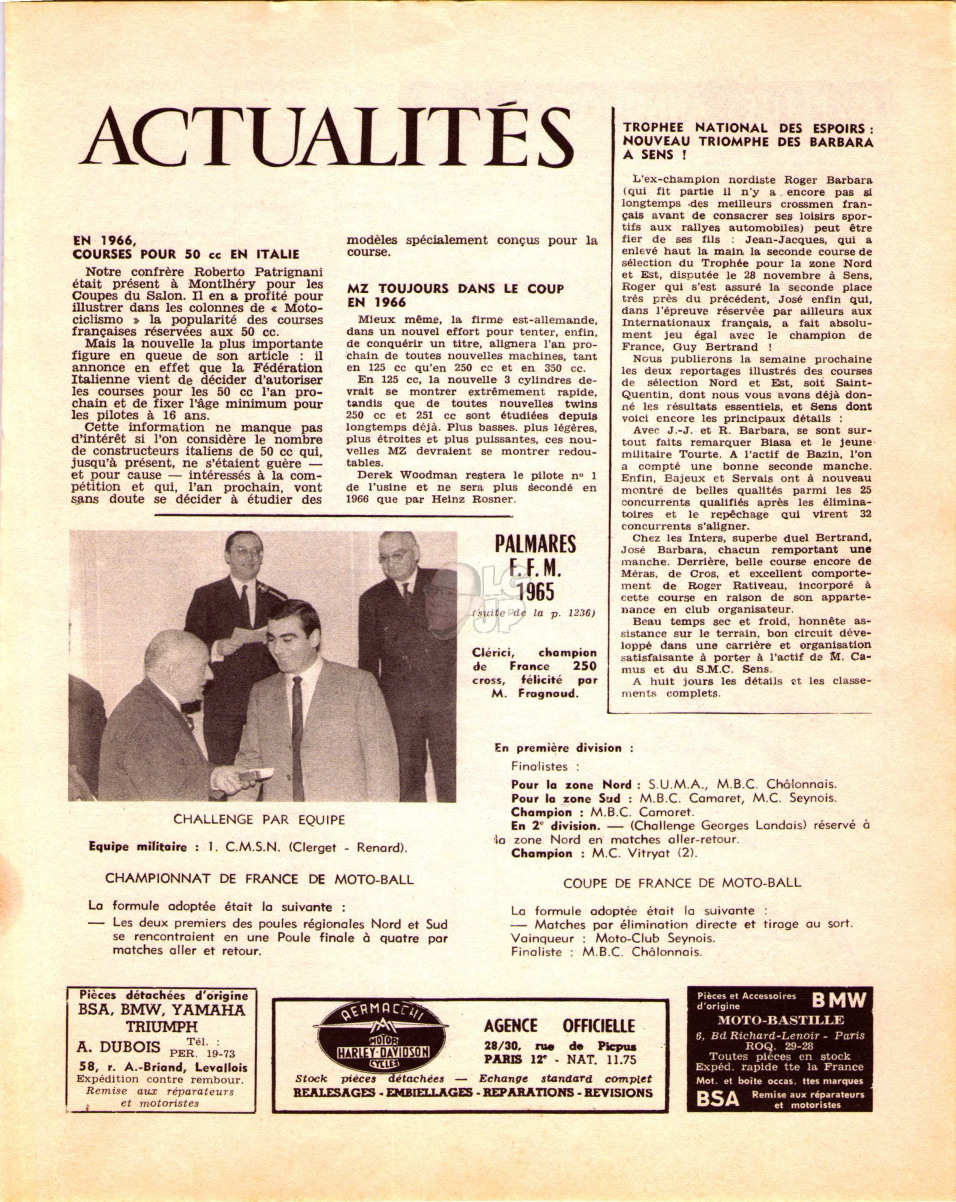 ACTUALITÉS
EN 1966,
COURSES POUR 50 cc EN ITALIE
Notre confrère Roberto Patrignani
était présent à Montlhéry pour les
Coupes du Salon. Il en a profité pour
illustrer dans les colonnes de « Moto-
ciclismo » la popularité des courses
françaises réservées aux 50 cc.
Mais la nouvelle la plus importante
figure en queue de son article : il
annonce en effet que la Fédération
Italienne vient de décider d'autoriser
les courses pour les 50 cc l'an pro-
chain et de fixer l'âge minimum pour
les pilotes à 16 ans.
Cette information ne manque pas
d'intérêt si l'on considère le nombre
de constructeurs italiens de 50 cc qui,
jusqu'à présent, ne s'étaient guère —
et pour cause — intéressés à la com-
pétition et qui, l'an prochain, vont
sans doute se décider à étudier des
modèles spécialement conçus pour la
course.
MZ TOUJOURS DANS LE COUP
EN 1966
Mieux même, la firme est-allemande,
dans un nouvel effort pour tenter, enfin,
de conquérir un titre, alignera l'an pro-
chain de toutes nouvelles machines, tant
en 125 cc qu'en 250 cc et en 350 cc.
En 125 cc, la nouvelle 3 cylindres de-
vrait se montrer extrêmement rapide,
tandis que de toutes nouvelles twins
250 cc et 251 cc sont étudiées depuis
longtemps déjà. Plus basses, plus légères,
plus étroites et plus puissantes, ces nou-
velles MZ devraient se montrer redou-
tables.
Derek Woodman restera le pilote n° 1
de l'usine et ne sera plus secondé en
1966 que par Heinz Rosner.
TROPHEE NATIONAL DES ESPOIRS :
NOUVEAU TRIOMPHE DES BARBARA
A SENS !
L'ex-champion nordiste Roger Barbara
(qui fit partie il n'y a encore pas si
longtemps des meilleurs crossmen fran-
çais avant de consacrer ses loisirs spor-
tifs aux rallyes automobiles) peut être
fier de ses fils : Jean-Jacques, qui a
enlevé haut la main la seconde course de
sélection du Trophée pour la zone Nord
et Est, disputée le 28 novembre à Sens,
Roger qui s'est assuré la seconde place
très près du précédent, José enfin qui,
dans l'épreuve réservée par ailleurs aux
Internationaux français, a fait absolu-
ment jeu égal avec le champion de
France, Guy Bertrand !
Nous publierons la semaine prochaine
les deux reportages illustrés des courses
de sélection Nord et Est, soit Saint-
Quentin, dont nous vous avons déjà don-
né les résultats essentiels, et Sens dont
voici encore les principaux détails :
Avec J.-J. et R. Barbara, se sont sur-
tout faits remarquer Biasa et le jeune
militaire Tourte. A l'actif de Bazin, l'on
a compté une bonne seconde manche.
Enfin, Bajeux et Servais ont à nouveau
montré de belles qualités parmi les 25
concurrents qualifiés après les élimina-
toires et le repêchage qui virent 32
concurrents s'aligner.
Chez les Inters, superbe duel Bertrand,
José Barbara, chacun remportant une
manche. Derrière, belle course encore de
Méras, de Cros, et excellent comporte-
ment de Roger Rativeau, incorporé à
cette course en raison de son apparte-
nance en club organisateur.
Beau temps sec et froid, honnête as-
sistance sur le terrain, bon circuit déve-
loppé dans une carrière et organisation
satisfaisante à porter à l'actif de M. Ca-
mus et du S.M.C. Sens.
A huit jours les détails et les classe-
ments complets.
PALMARES
F.F.M.
1965
(suite de la p. 1236)
Clérici, champion
de France 250
cross, félicité par
M. Fragnaud.
CHALLENGE PAR EQUIPE
Equipe militaire : 1. C.M.S.N. (Clerget - Renard).
CHAMPIONNAT DE FRANCE DE MOTO-BALL
La formule adoptée était la suivante :
— Les deux premiers des poules régionales Nord et Sud
se rencontraient en une Poule finale à quatre par
matches aller et retour.
En première division :
Finalistes :
Pour la zone Nord : S.U.M.A., M.B.C. Châlonnais.
Pour la zone Sud : M.B.C. Camaret, M.C. Seynois.
Champion : M.B.C. Camaret.
En 2e division. — (Challenge Georges Landais) réservé à
la zone Nord en matches aller-retour.
Champion : M.C. Vitryat (2).
COUPE DE FRANCE DE MOTO-BALL
La formule adoptée était la suivante :
— Matches par élimination directe et tirage au sort.
Vainqueur : Moto-Club Seynois.
Finaliste : M.B.C. Châlonnais.
Pièces détachées d'origine
BSA, BMW, YAMAHA
TRIUMPH
A. DUBOIS Tél. :
PER. 19-73
58, r. A.-Briand, Levallois
Expédition contre rembour.
Remise aux réparateurs
et motoristes
AERMACCHI
MOTOR
HARLEY-DAVIDSON
CYCLES
AGENCE OFFICIELLE
28/30, rue de Picpus
PARIS 12e - NAT. 11.75
Stock pièces détachées — Echange standard complet
REALESAGES - EMBIELLAGES - REPARATIONS - REVISIONS
Pièces et Accessoires
d'origine BMW
MOTO-BASTILLE
6, Bd Richard-Lenoir - Paris
ROQ. 29-28
Toutes pièces en stock
Expéd. rapide tte la France
Mot. et boite occas. ttes marques
BSA Remise aux réparateurs
et motoristes